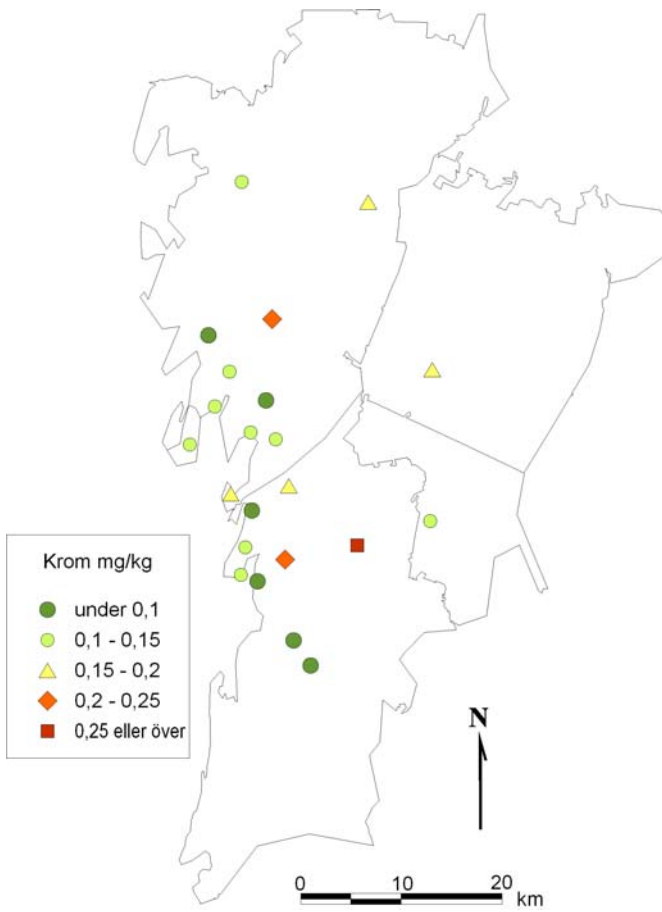 Krom mg/kg
under 0,1
0,1 - 0,15
0,15 - 0,2
0,2 - 0,25
0,25 eller över
N
0 10 20
km